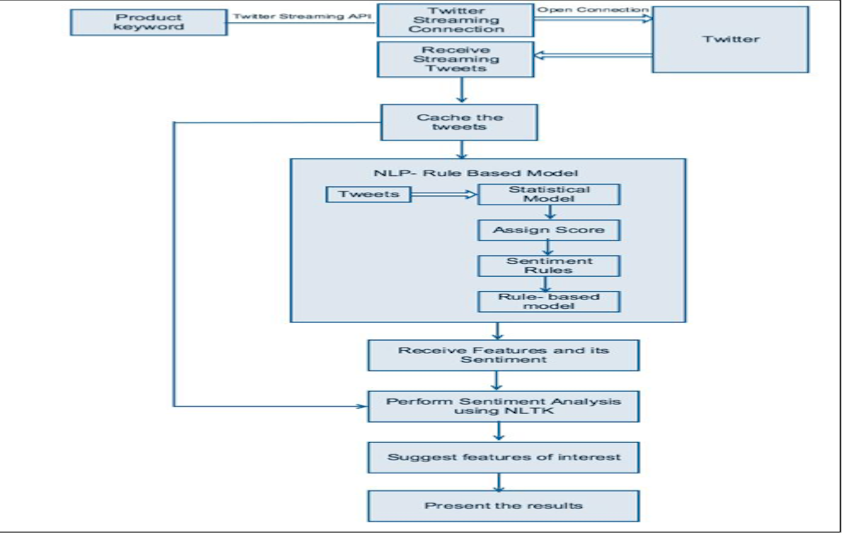 Product
keyword
Twitter Streaming API
Twitter
Streaming
Connection
Open Connection
Twitter
Receive
Streaming
Tweets
Cache the
tweets
NLP- Rule Based Model
Tweets
Statistical
Model
Assign Score
Sentiment
Rules
Rule- based
model
Receive Features and its
Sentiment
Perform Sentiment Analysis
using NLTK
Suggest features of interest
Present the results